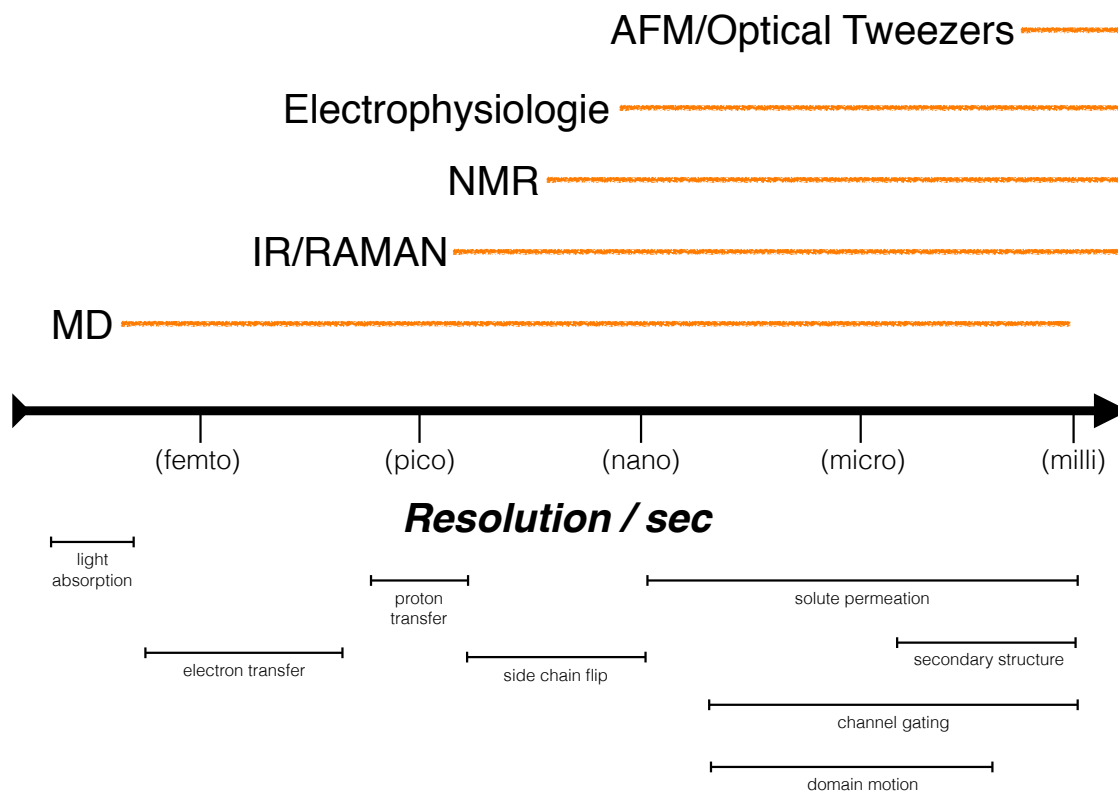 AFM/Optical Tweezers
Electrophysiologie
NMR
IR/RAMAN
MD
(femto) (pico) (nano) (micro) (milli)
Resolution / sec
light
absorption
proton
transfer
solute permeation
electron transfer
side chain flip
secondary structure
channel gating
domain motion